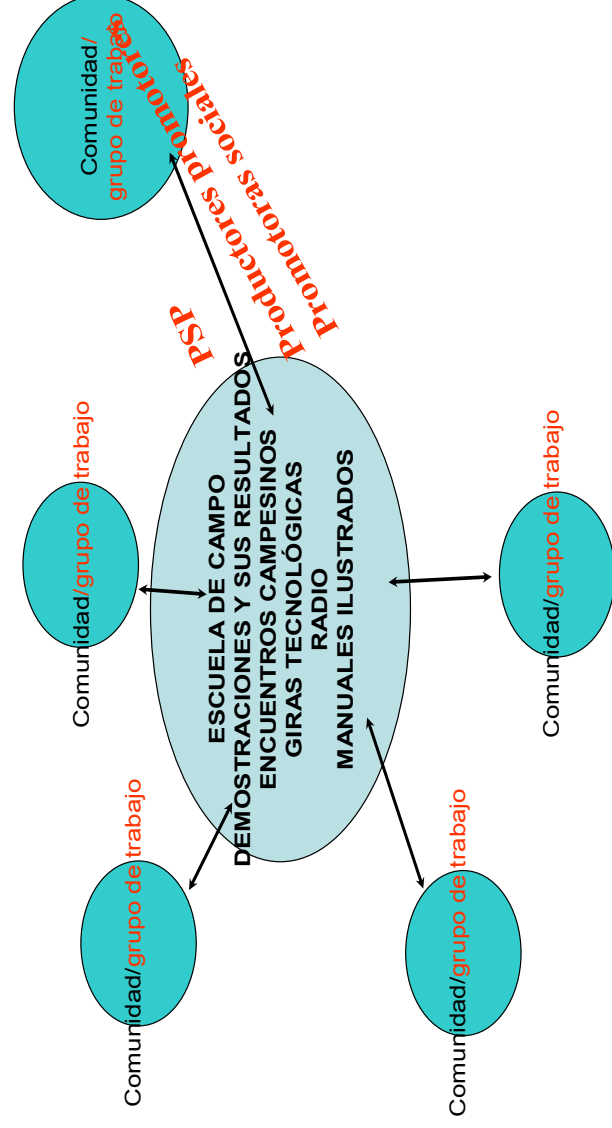 Comunidad/grupo de trabajo
Comunidad/grupo de trabajo
Comunidad/
grupo de trabajo
PSP
Productores promotores
Promotoras sociales
ESCUELA DE CAMPO
DEMOSTRACIONES Y SUS RESULTADOS
ENCUENTROS CAMPESINOS
GIRAS TECNOLÓGICAS
RADIO
MANUALES ILUSTRADOS
Comunidad/grupo de trabajo
Comunidad/grupo de trabajo